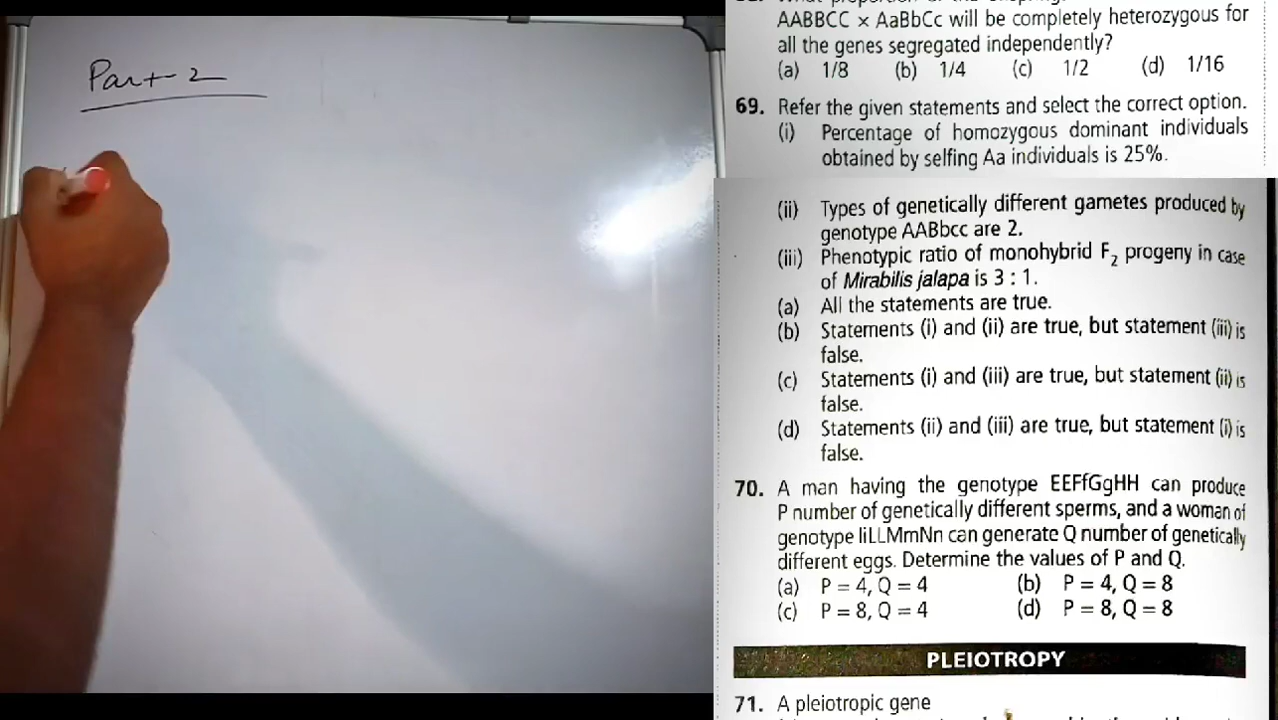 Part-2
AABBCC × AaBbCc will be completely heterozygous for
all the genes segregated independently?
(a) 1/8 (b) 1/4 (c) 1/2 (d) 1/16
69. Refer the given statements and select the correct option.
(i) Percentage of homozygous dominant individuals
obtained by selfing Aa individuals is 25%.
(ii) Types of genetically different gametes produced by
genotype AABbcc are 2.
(iii) Phenotypic ratio of monohybrid F₂ progeny in case
of Mirabilis jalapa is 3 : 1.
(a) All the statements are true.
(b) Statements (i) and (ii) are true, but statement (iii) is
false.
(c) Statements (i) and (iii) are true, but statement (ii) is
false.
(d) Statements (ii) and (iii) are true, but statement (i) is
false.
70. A man having the genotype EEFfGgHH can produce
P number of genetically different sperms, and a woman of
genotype IiLLMmNn can generate Q number of genetically
different eggs. Determine the values of P and Q.
(a) P = 4, Q = 4 (b) P = 4, Q = 8
(c) P = 8, Q = 4 (d) P = 8, Q = 8
PLEIOTROPY
71. A pleiotropic gene